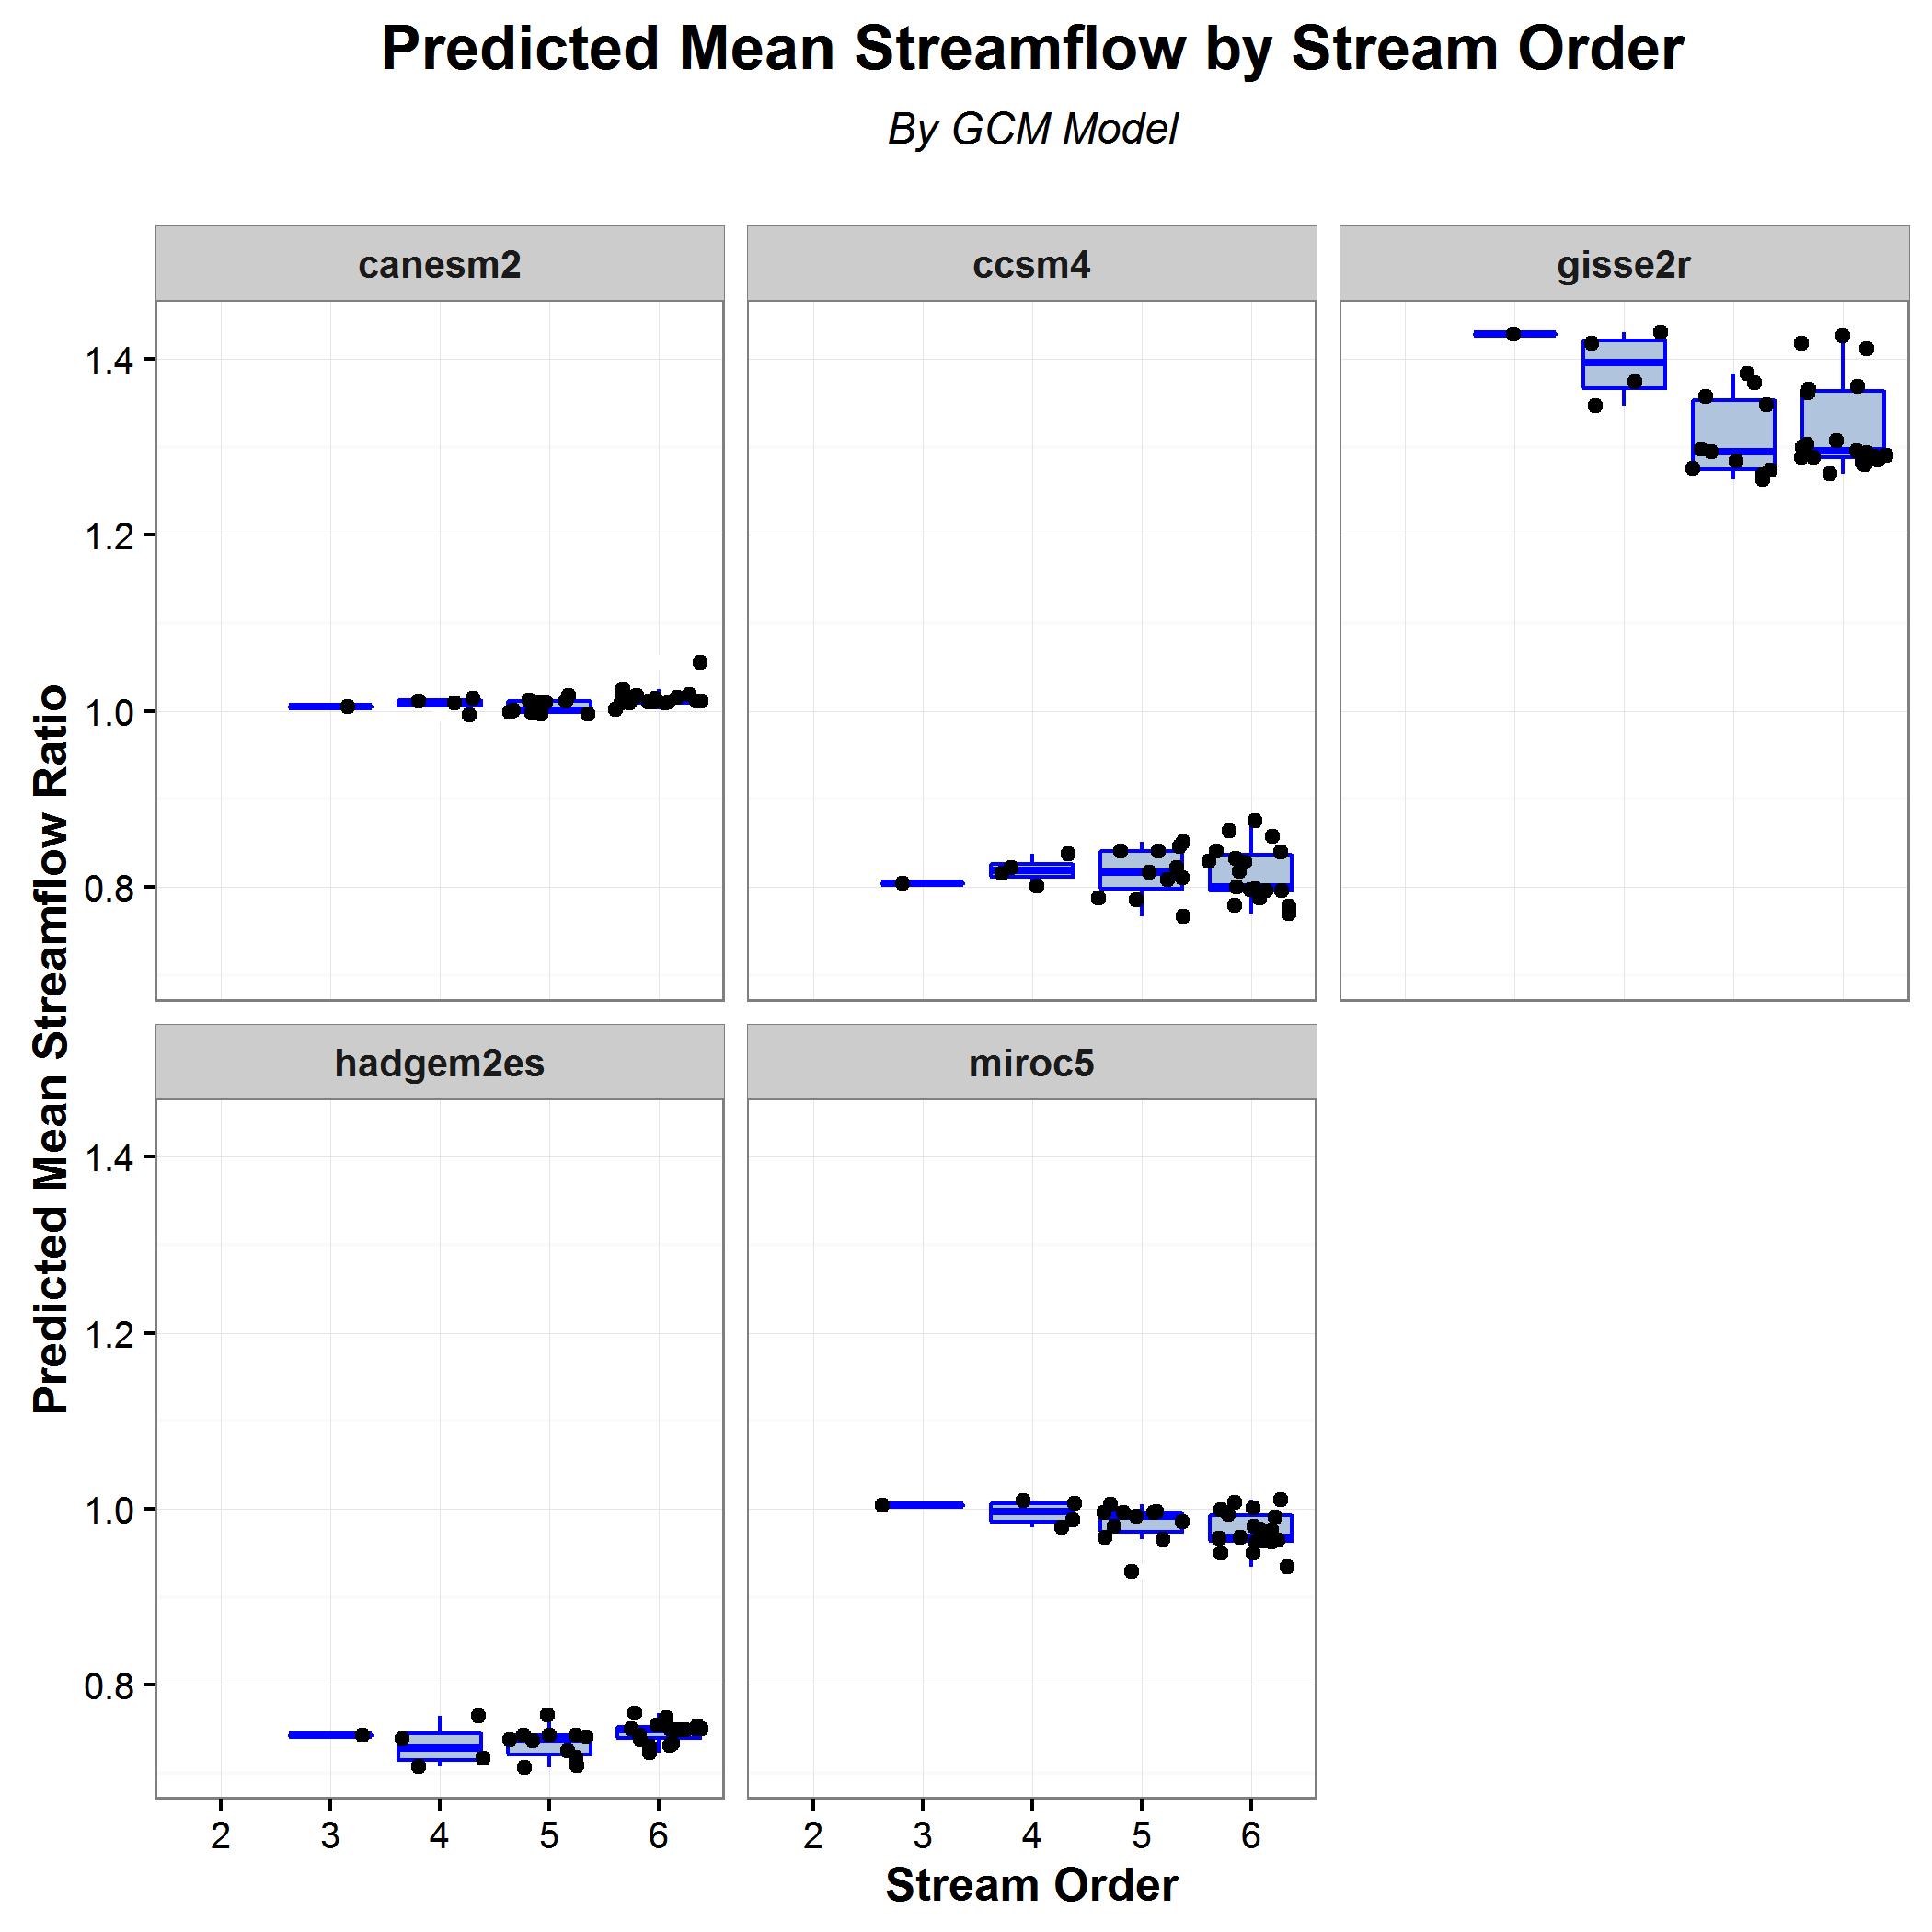 Predicted Mean Streamflow by Stream Order
By GCM Model
canesm2
ccsm4
gisse2r
1.4
1.2
1.0
0.8
hadgem2es
miroc5
1.4
1.2
1.0
0.8
2 3 4 5 6
2 3 4 5 6
Stream Order
Predicted Mean Streamflow Ratio